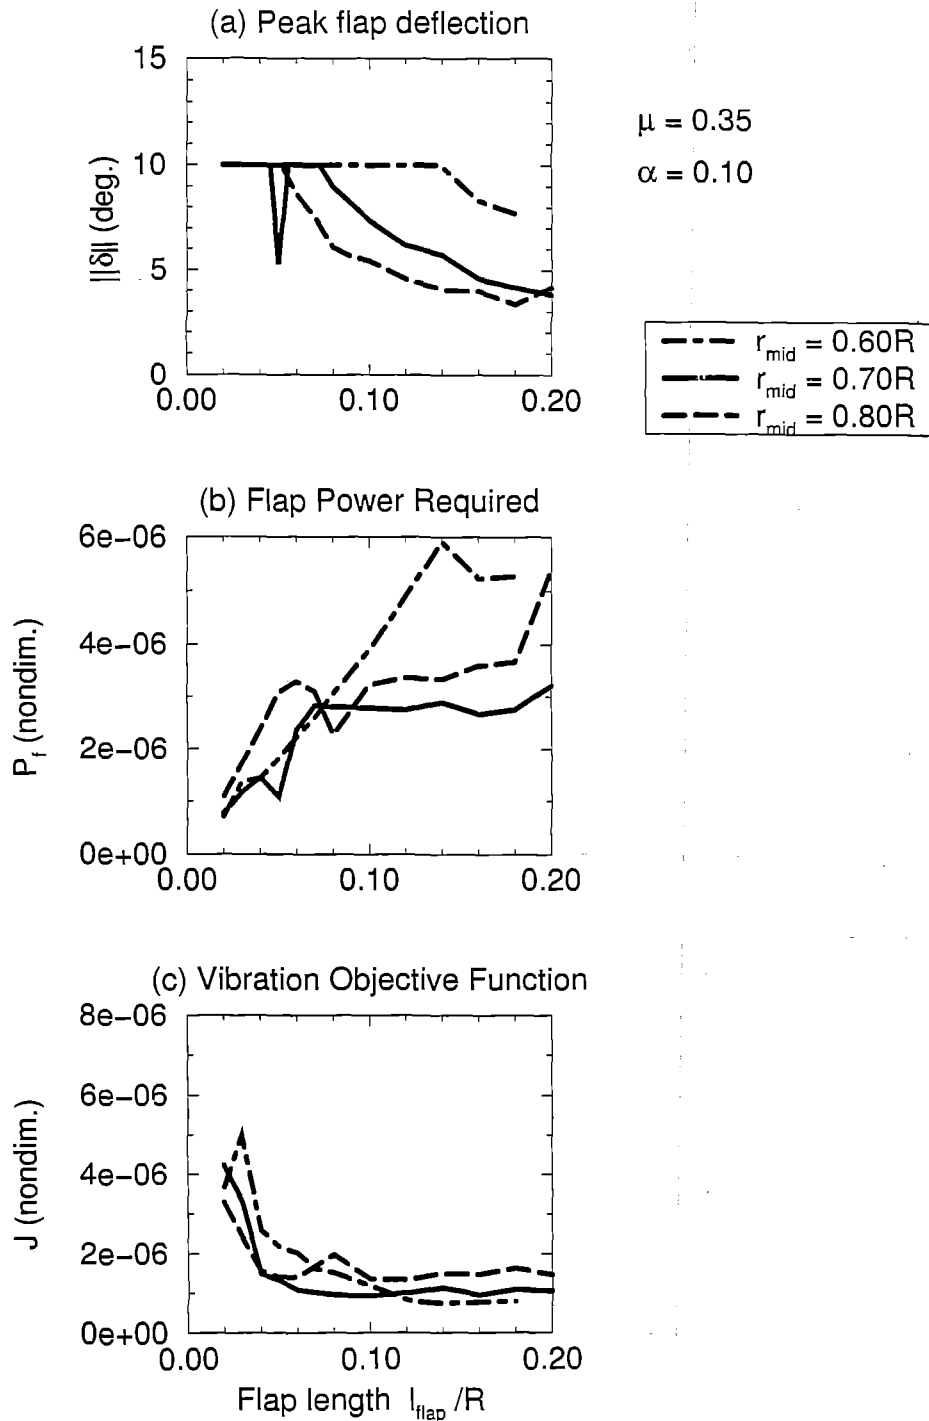 (a) Peak flap deflection
15
10
5
0
||δ|| (deg.)
0.00 0.10 0.20
μ = 0.35
α = 0.10
r_mid = 0.60R
r_mid = 0.70R
r_mid = 0.80R
(b) Flap Power Required
6e−06
4e−06
2e−06
0e+00
P_f (nondim.)
0.00 0.10 0.20
(c) Vibration Objective Function
8e−06
6e−06
4e−06
2e−06
0e+00
J (nondim.)
0.00 0.10 0.20
Flap length l_flap /R